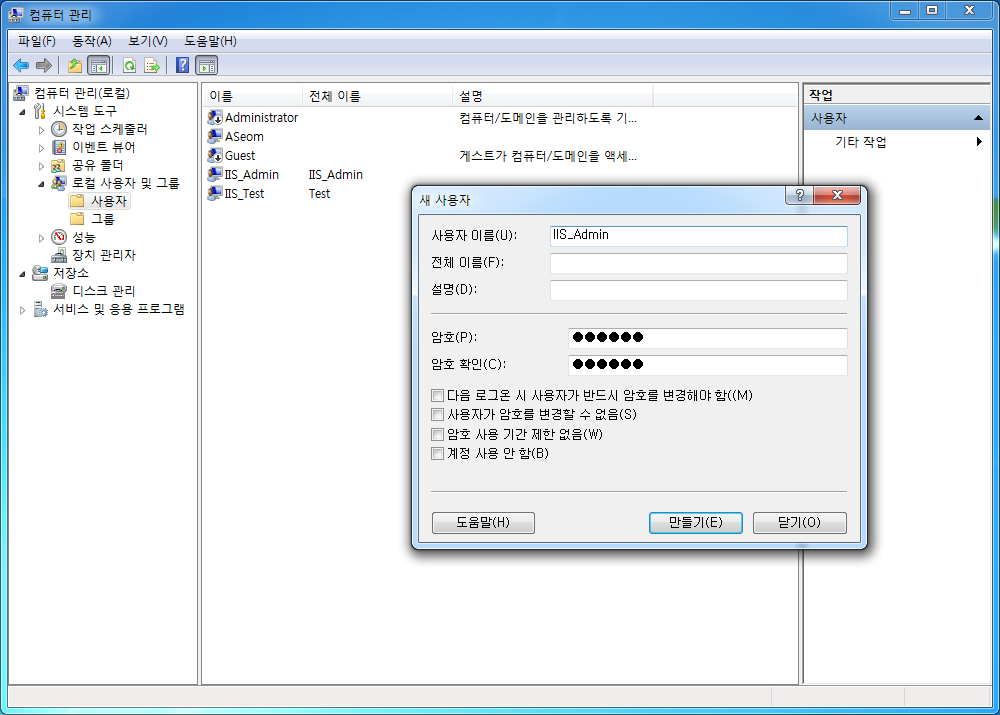 컴퓨터 관리
파일(F) 동작(A) 보기(V) 도움말(H)
컴퓨터 관리(로컬)
시스템 도구
작업 스케줄러
이벤트 뷰어
공유 폴더
로컬 사용자 및 그룹
사용자
그룹
성능
장치 관리자
저장소
디스크 관리
서비스 및 응용 프로그램
이름 전체 이름 설명
Administrator 컴퓨터/도메인을 관리하도록 기...
ASeom
Guest 게스트가 컴퓨터/도메인을 액세...
IIS_Admin IIS_Admin
IIS_Test Test
작업
사용자
기타 작업
새 사용자
사용자 이름(U): IIS_Admin
전체 이름(F):
설명(D):
암호(P): ●●●●●●
암호 확인(C): ●●●●●●
다음 로그온 시 사용자가 반드시 암호를 변경해야 함((M)
사용자가 암호를 변경할 수 없음(S)
암호 사용 기간 제한 없음(W)
계정 사용 안 함(B)
도움말(H) 만들기(E) 닫기(O)